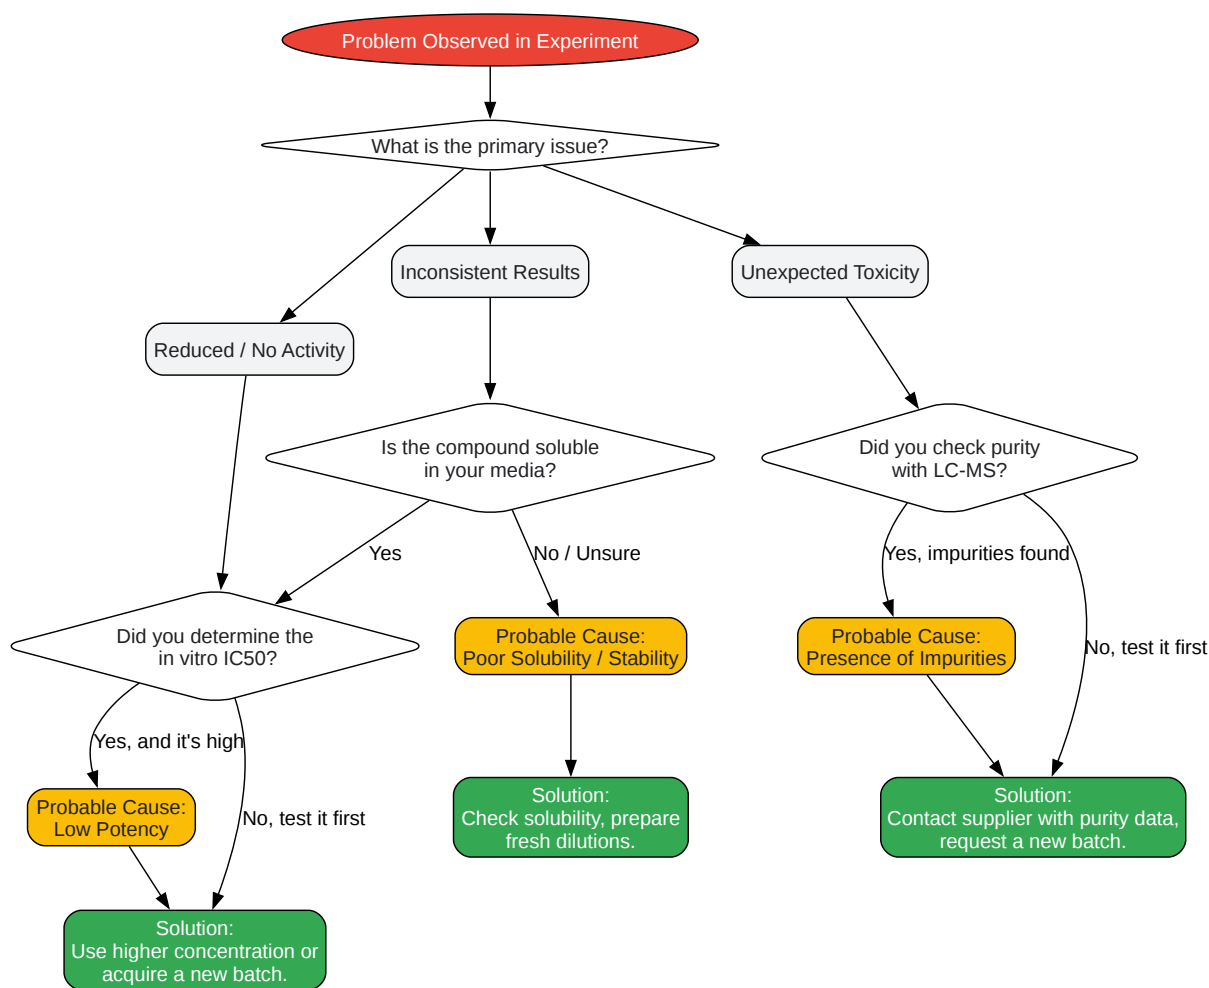 Problem Observed in Experiment
What is the primary issue?
Inconsistent Results
Unexpected Toxicity
Reduced / No Activity
Is the compound soluble
in your media?
Did you check purity
with LC-MS?
Yes
No / Unsure
Yes, impurities found
No, test it first
Did you determine the
in vitro IC50?
Probable Cause:
Poor Solubility / Stability
Probable Cause:
Presence of Impurities
Yes, and it's high
No, test it first
Probable Cause:
Low Potency
Solution:
Check solubility, prepare
fresh dilutions.
Solution:
Contact supplier with purity data,
request a new batch.
Solution:
Use higher concentration or
acquire a new batch.